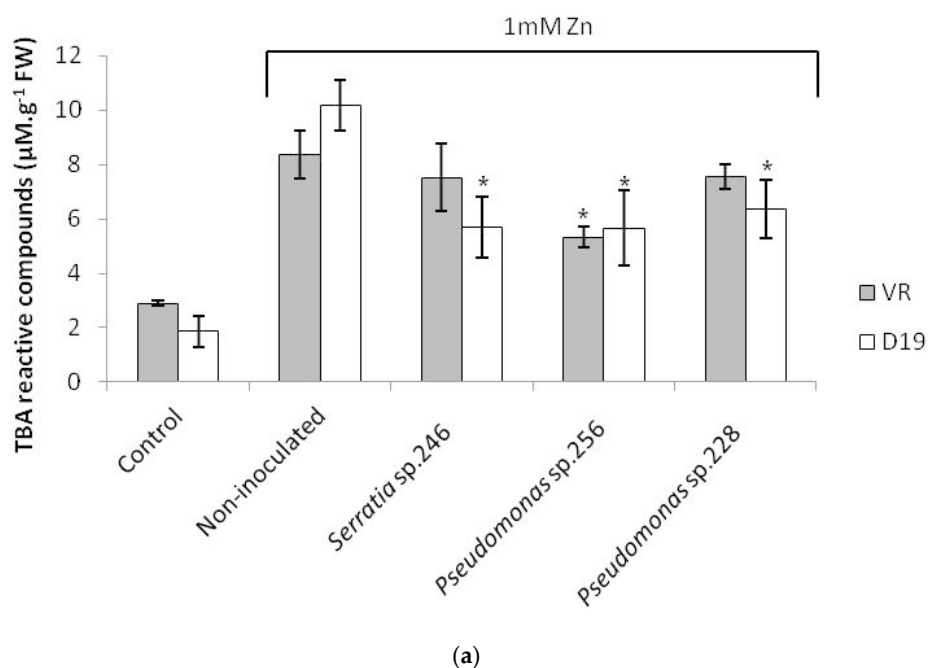 1mM Zn
TBA reactive compounds (µM.g⁻¹ FW)
12
10
8
6
4
2
0
*
*
*
*
VR
D19
Control
Non-inoculated
Serratia sp.246
Pseudomonas sp.256
Pseudomonas sp.228
(a)